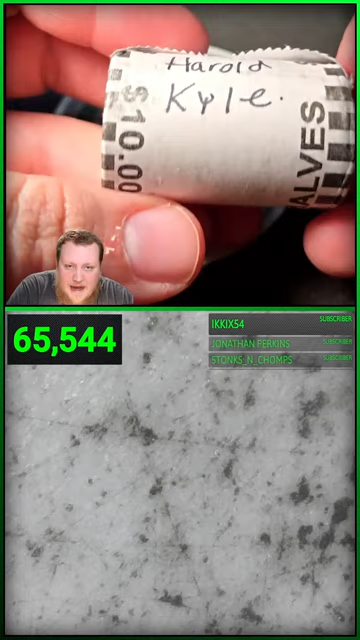 Harold
Kyle.
$10.00
ALVES
65,544
IKKIX54
SUBSCRIBER
JONATHAN PERKINS
SUBSCRIBER
STONKS_N_CHOMPS
SUBSCRIBER